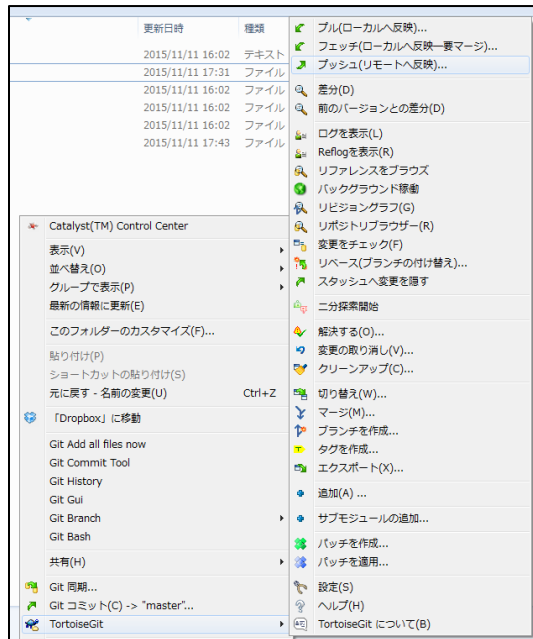 更新日時 種類
2015/11/11 16:02 テキスト
2015/11/11 17:31 ファイル
2015/11/11 16:02 ファイル
2015/11/11 16:02 ファイル
2015/11/11 16:02 ファイル
2015/11/11 17:43 ファイル
Catalyst(TM) Control Center
表示(V)
並べ替え(O)
グループで表示(P)
最新の情報に更新(E)
このフォルダーのカスタマイズ(F)...
貼り付け(P)
ショートカットの貼り付け(S)
元に戻す - 名前の変更(U) Ctrl+Z
「Dropbox」に移動
Git Add all files now
Git Commit Tool
Git History
Git Gui
Git Branch
Git Bash
共有(H)
Git 同期...
Git コミット(C) -> "master"...
TortoiseGit
プル(ローカルへ反映)...
フェッチ(ローカルへ反映―要マージ)...
プッシュ(リモートへ反映)...
差分(D)
前のバージョンとの差分(D)
ログを表示(L)
Reflogを表示(R)
リファレンスをブラウズ
バックグラウンド稼働
リビジョングラフ(G)
リポジトリブラウザー(R)
変更をチェック(F)
リベース(ブランチの付け替え)...
スタッシュへ変更を隠す
二分探索開始
解決する(O)...
変更の取り消し(V)...
クリーンアップ(C)...
切り替え(W)...
マージ(M)...
ブランチを作成...
タグを作成...
エクスポート(X)...
追加(A) ...
サブモジュールの追加...
パッチを作成...
パッチを適用...
設定(S)
ヘルプ(H)
TortoiseGit について(B)